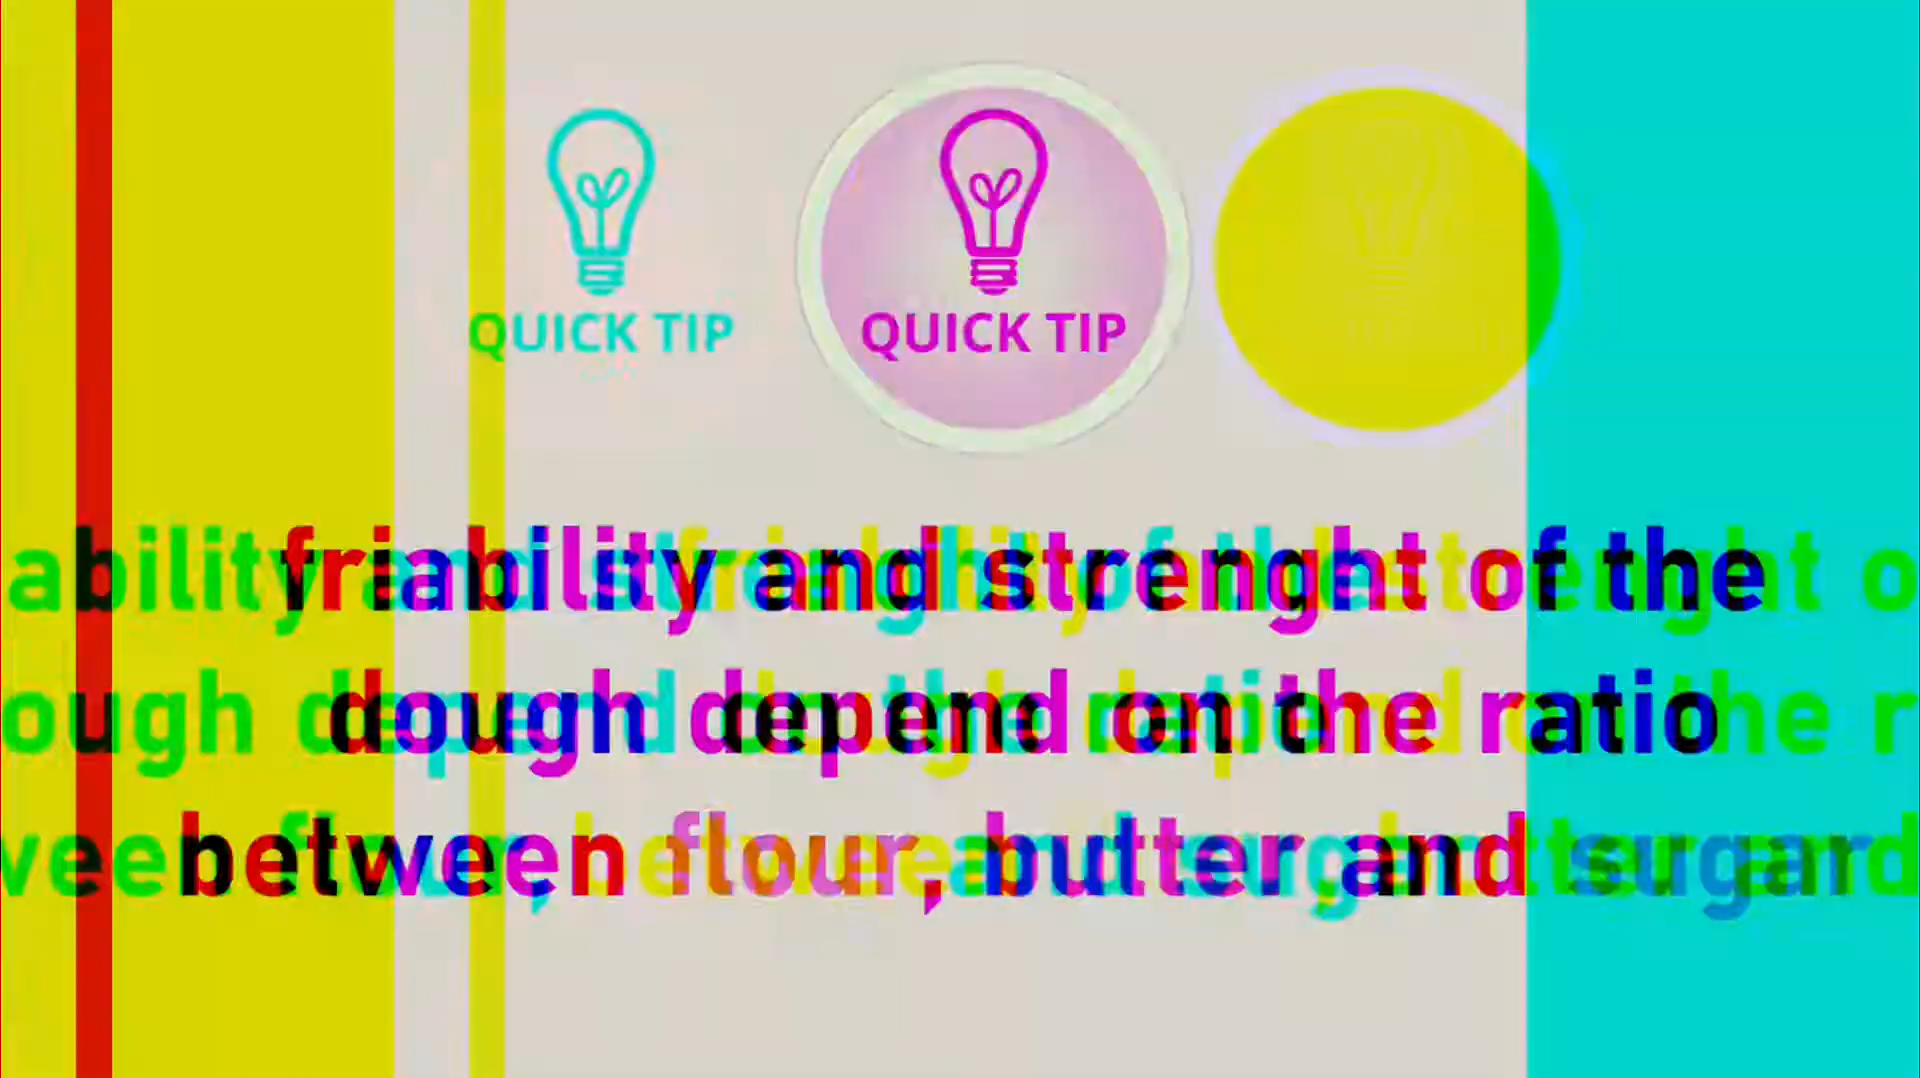 QUICK TIP QUICK TIP
friability and strenght of the
dough depend on the ratio
between flour, butter and sugar